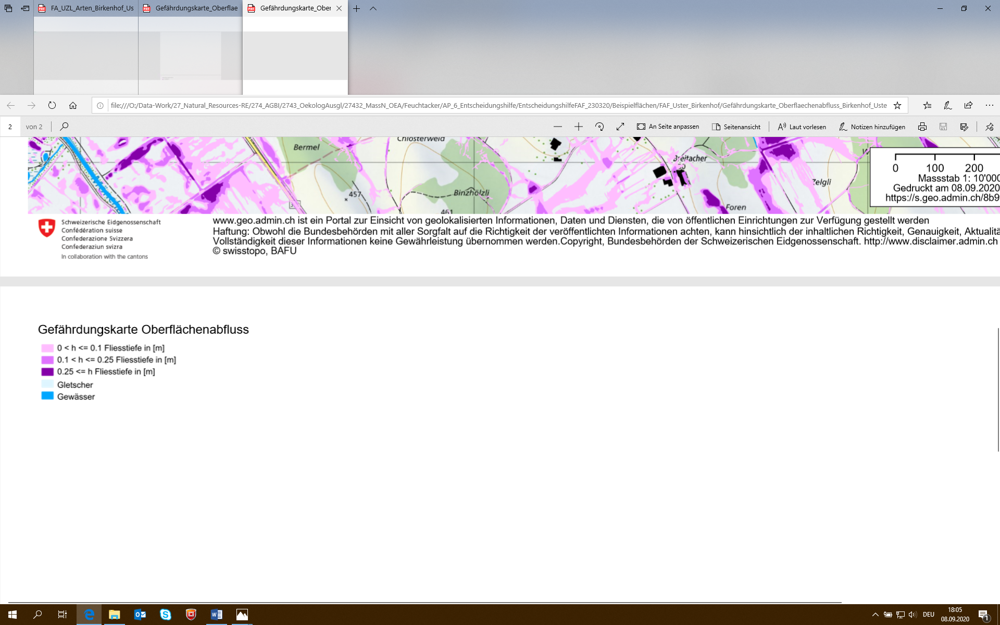 FA_UZL_Arten_Birkenhof_Us
Gefährdungskarte_Oberflae
Gefährdungskarte_Ober
file:///O:/Data-Work/27_Natural_Resources-RE/274_AGBI/2743_OekologAusgl/27432_MassN_OEA/Feuchtacker/AP_6_Entscheidungshilfe/EntscheidungshilfeFAF_230320/Beispielflächen/FAF_Uster_Birkenhof/Gefährdungskarte_Oberflaechenabfluss_Birkenhof_Uste
2 von 2
An Seite anpassen
Seitenansicht
Laut vorlesen
Notizen hinzufügen
Bermel
Chlosterweid
Breitacher
Zelgli
Binzhölzli
Foren
457
461
0 100 200
Massstab 1: 10'000
Gedruckt am 08.09.2020
https://s.geo.admin.ch/8b9
Schweizerische Eidgenossenschaft
Confédération suisse
Confederazione Svizzera
Confederaziun svizra
In collaboration with the cantons
www.geo.admin.ch ist ein Portal zur Einsicht von geolokalisierten Informationen, Daten und Diensten, die von öffentlichen Einrichtungen zur Verfügung gestellt werden
Haftung: Obwohl die Bundesbehörden mit aller Sorgfalt auf die Richtigkeit der veröffentlichten Informationen achten, kann hinsichtlich der inhaltlichen Richtigkeit, Genauigkeit, Aktualitä
Vollständigkeit dieser Informationen keine Gewährleistung übernommen werden.Copyright, Bundesbehörden der Schweizerischen Eidgenossenschaft. http://www.disclaimer.admin.ch
© swisstopo, BAFU
Gefährdungskarte Oberflächenabfluss
0 < h <= 0.1 Fliesstiefe in [m]
0.1 < h <= 0.25 Fliesstiefe in [m]
0.25 <= h Fliesstiefe in [m]
Gletscher
Gewässer
DEU
18:05
08.09.2020
1